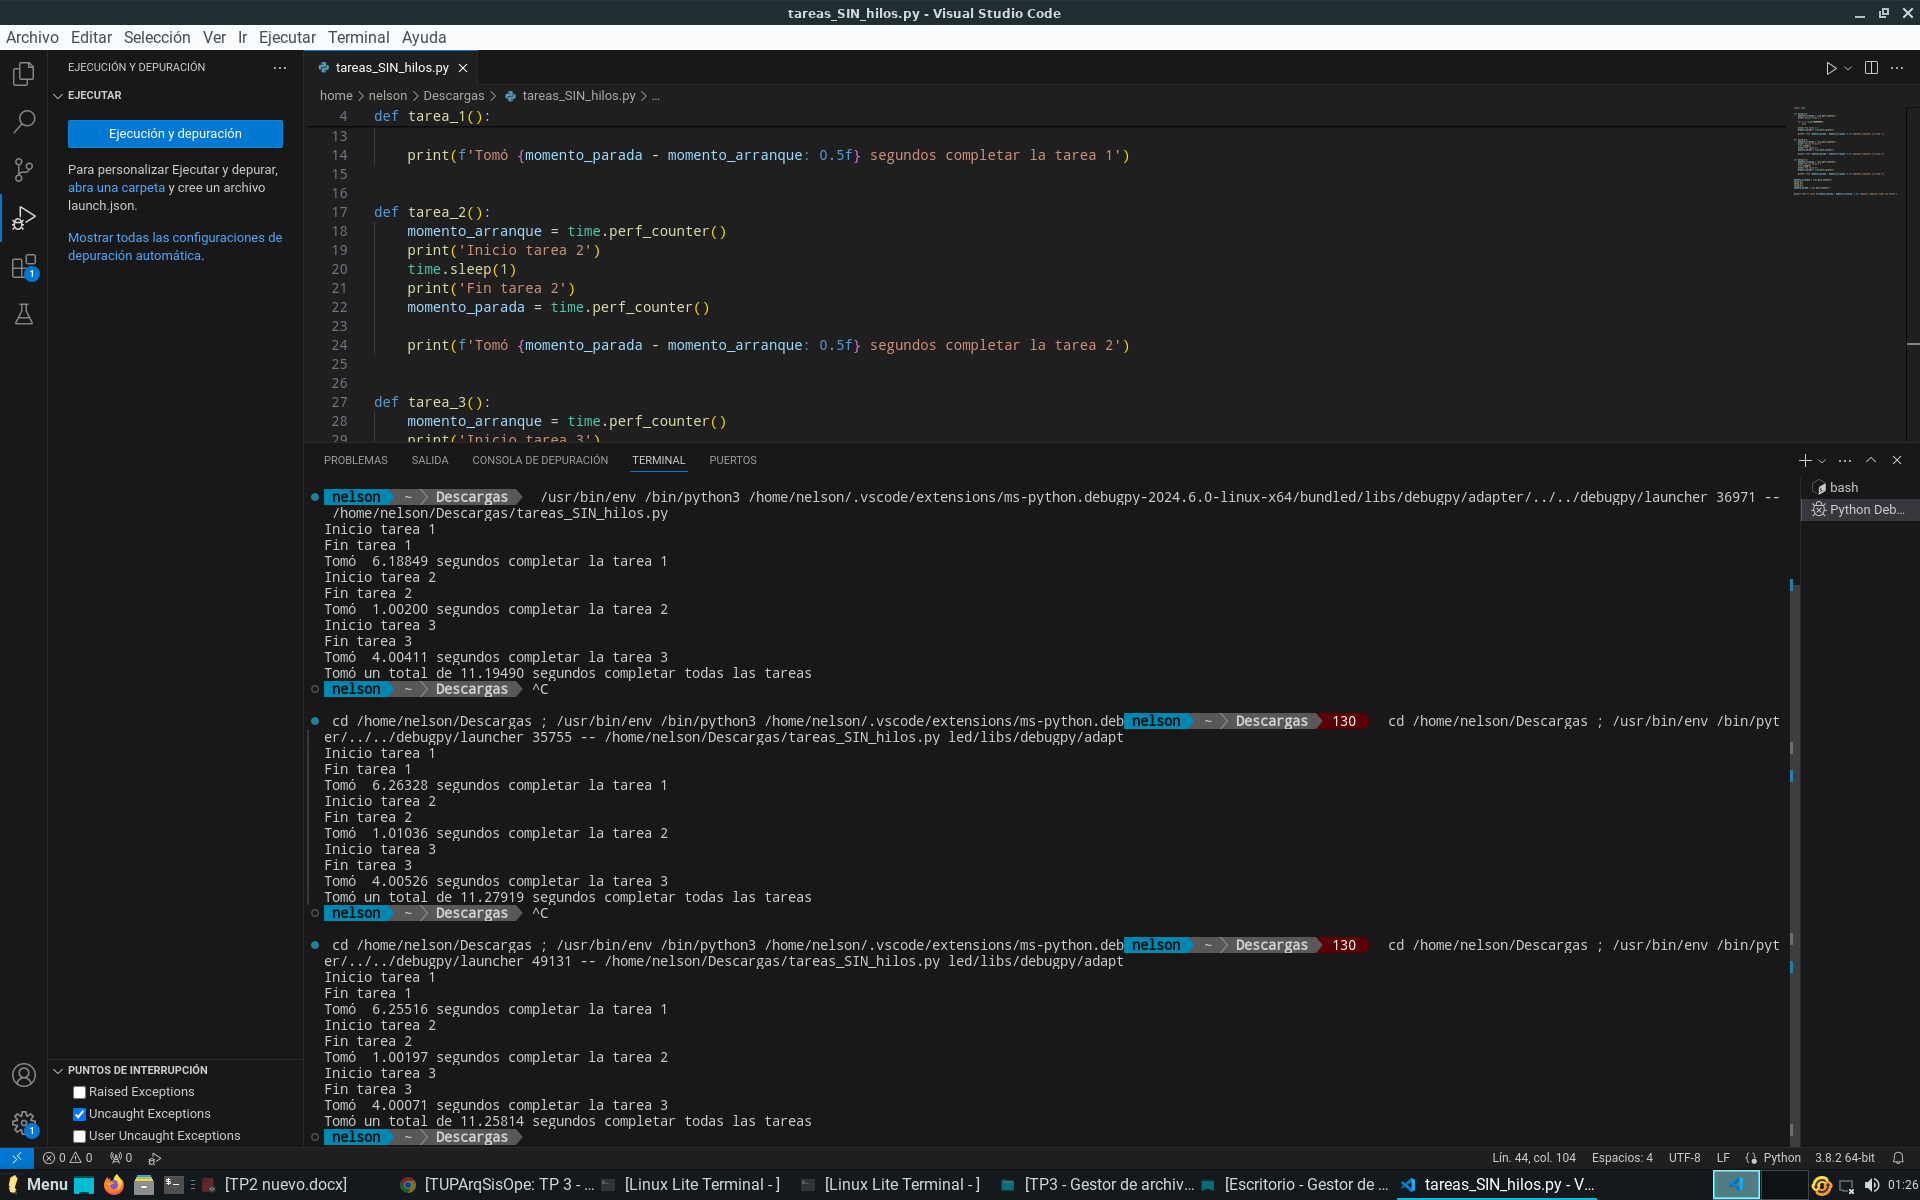 tareas_SIN_hilos.py - Visual Studio Code
Archivo Editar Selección Ver Ir Ejecutar Terminal Ayuda
EJECUCIÓN Y DEPURACIÓN
EJECUTAR
Ejecución y depuración
Para personalizar Ejecutar y depurar,
abra una carpeta y cree un archivo
launch.json.
Mostrar todas las configuraciones de
depuración automática.
1
PUNTOS DE INTERRUPCIÓN
Raised Exceptions
Uncaught Exceptions
User Uncaught Exceptions
1
tareas_SIN_hilos.py
home > nelson > Descargas > tareas_SIN_hilos.py > ...
4 def tarea_1():
13
14 print(f'Tomó {momento_parada - momento_arranque: 0.5f} segundos completar la tarea 1')
15
16
17 def tarea_2():
18 momento_arranque = time.perf_counter()
19 print('Inicio tarea 2')
20 time.sleep(1)
21 print('Fin tarea 2')
22 momento_parada = time.perf_counter()
23
24 print(f'Tomó {momento_parada - momento_arranque: 0.5f} segundos completar la tarea 2')
25
26
27 def tarea_3():
28 momento_arranque = time.perf_counter()
29 print('Inicio tarea 3')
PROBLEMAS SALIDA CONSOLA DE DEPURACIÓN TERMINAL PUERTOS
bash
Python Deb...
nelson ~ Descargas /usr/bin/env /bin/python3 /home/nelson/.vscode/extensions/ms-python.debugpy-2024.6.0-linux-x64/bundled/libs/debugpy/adapter/../../debugpy/launcher 36971 --
/home/nelson/Descargas/tareas_SIN_hilos.py
Inicio tarea 1
Fin tarea 1
Tomó 6.18849 segundos completar la tarea 1
Inicio tarea 2
Fin tarea 2
Tomó 1.00200 segundos completar la tarea 2
Inicio tarea 3
Fin tarea 3
Tomó 4.00411 segundos completar la tarea 3
Tomó un total de 11.19490 segundos completar todas las tareas
nelson ~ Descargas ^C
cd /home/nelson/Descargas ; /usr/bin/env /bin/python3 /home/nelson/.vscode/extensions/ms-python.deb nelson ~ Descargas 130 cd /home/nelson/Descargas ; /usr/bin/env /bin/pyt
er/../../debugpy/launcher 35755 -- /home/nelson/Descargas/tareas_SIN_hilos.py led/libs/debugpy/adapt
Inicio tarea 1
Fin tarea 1
Tomó 6.26328 segundos completar la tarea 1
Inicio tarea 2
Fin tarea 2
Tomó 1.01036 segundos completar la tarea 2
Inicio tarea 3
Fin tarea 3
Tomó 4.00526 segundos completar la tarea 3
Tomó un total de 11.27919 segundos completar todas las tareas
nelson ~ Descargas ^C
cd /home/nelson/Descargas ; /usr/bin/env /bin/python3 /home/nelson/.vscode/extensions/ms-python.deb nelson ~ Descargas 130 cd /home/nelson/Descargas ; /usr/bin/env /bin/pyt
er/../../debugpy/launcher 49131 -- /home/nelson/Descargas/tareas_SIN_hilos.py led/libs/debugpy/adapt
Inicio tarea 1
Fin tarea 1
Tomó 6.25516 segundos completar la tarea 1
Inicio tarea 2
Fin tarea 2
Tomó 1.00197 segundos completar la tarea 2
Inicio tarea 3
Fin tarea 3
Tomó 4.00071 segundos completar la tarea 3
Tomó un total de 11.25814 segundos completar todas las tareas
nelson ~ Descargas
0 0 0 Lín. 44, col. 104 Espacios: 4 UTF-8 LF Python 3.8.2 64-bit
Menu [TP2 nuevo.docx] [TUPArqSisOpe: TP 3 - ... [Linux Lite Terminal - ] [Linux Lite Terminal - ] [TP3 - Gestor de archiv... [Escritorio - Gestor de ... tareas_SIN_hilos.py - V... 01:26